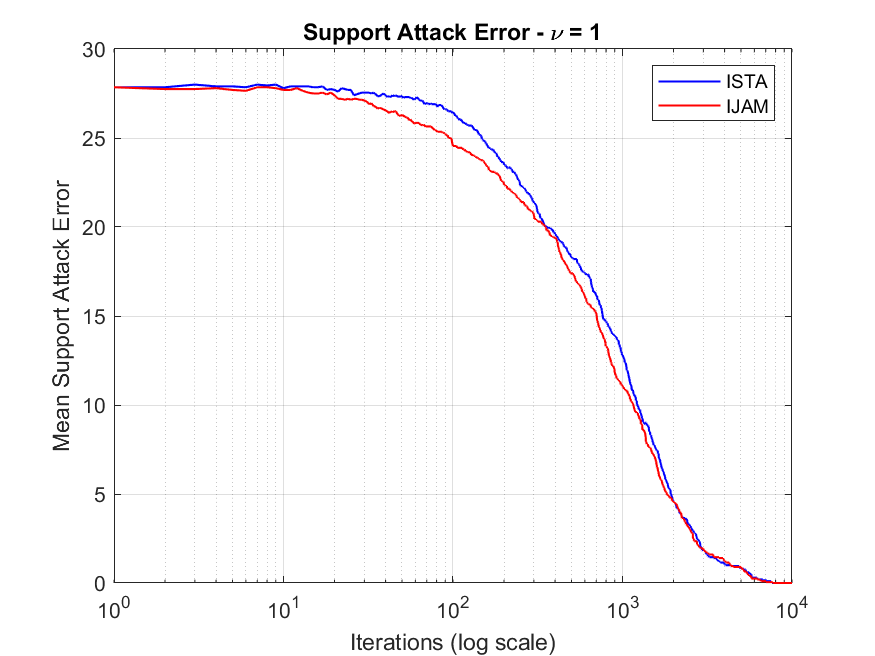 Support Attack Error - ν = 1
30
25
20
15
10
5
0
Mean Support Attack Error
ISTA
IJAM
10⁰ 10¹ 10² 10³ 10⁴
Iterations (log scale)